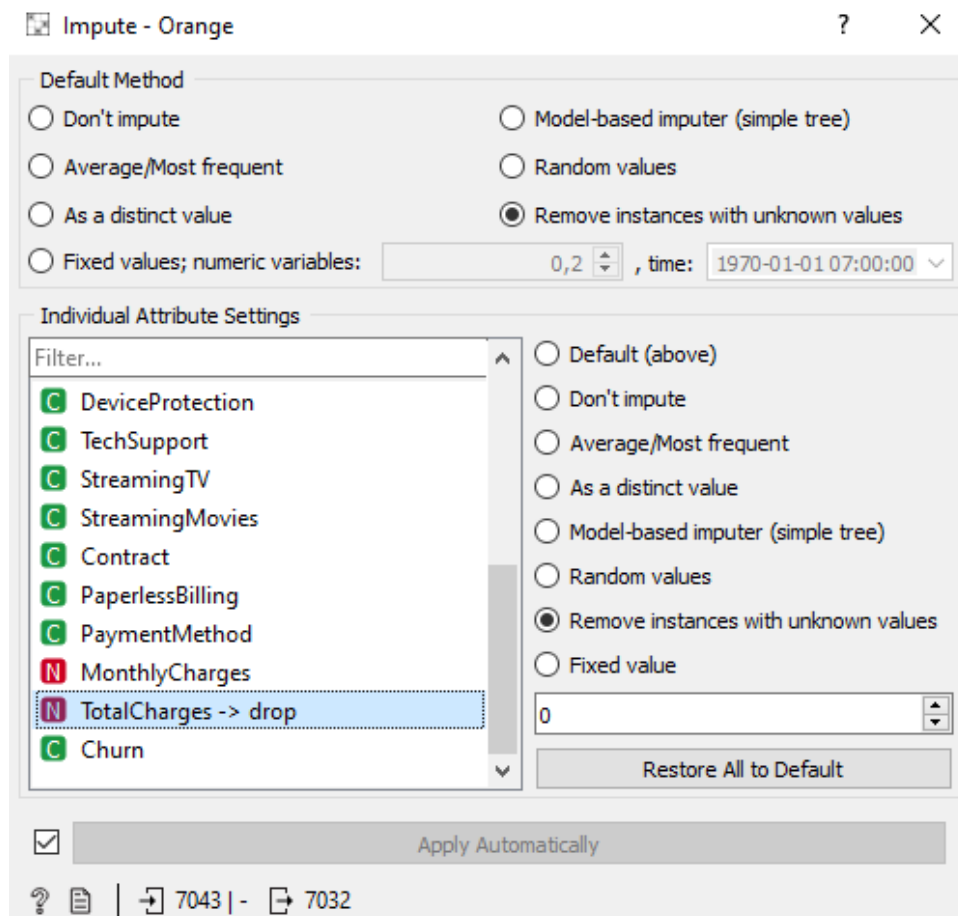 Impute - Orange
?
Default Method
Don't impute
Model-based imputer (simple tree)
Average/Most frequent
Random values
As a distinct value
Remove instances with unknown values
Fixed values; numeric variables: 0,2 , time: 1970-01-01 07:00:00
Individual Attribute Settings
Filter...
C DeviceProtection
C TechSupport
C StreamingTV
C StreamingMovies
C Contract
C PaperlessBilling
C PaymentMethod
N MonthlyCharges
N TotalCharges -> drop
C Churn
Default (above)
Don't impute
Average/Most frequent
As a distinct value
Model-based imputer (simple tree)
Random values
Remove instances with unknown values
Fixed value
0
Restore All to Default
Apply Automatically
? | 7043 | - 7032